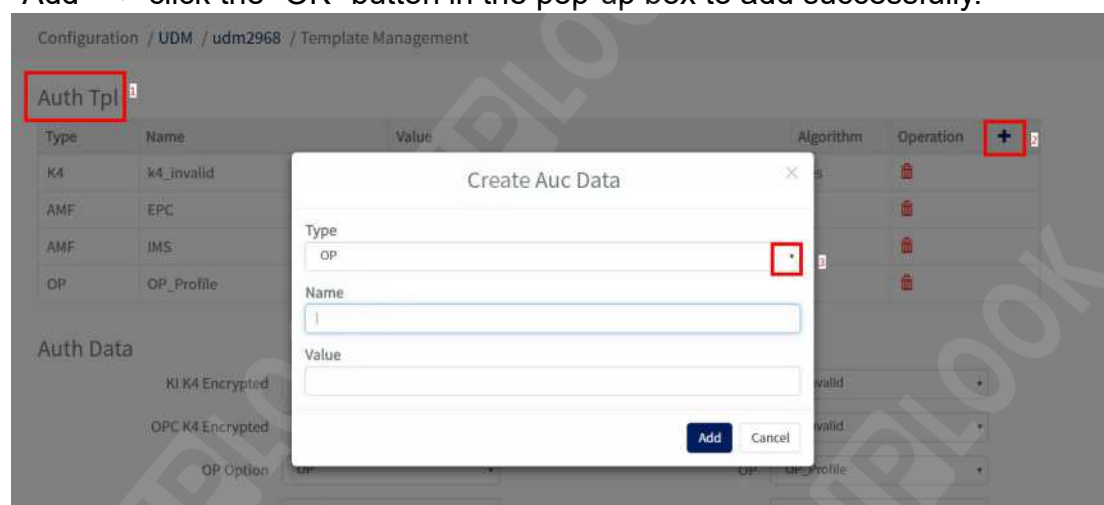 "Add" -> click the "OK" button in the pop-up box to add successfully.
Configuration / UDM / udm2968 / Template Management
Auth Tpl 1
Type Name Value Algorithm Operation + 2
Create Auc Data ×
K4 k4_invalid
AMF EPC
Type
AMF IMS
OP 3
OP OP_Profile
Name
Auth Data
Value
KI K4 Encrypted
OPC K4 Encrypted
Add Cancel
OP Option OP OP OP_Profile
IPLOOK